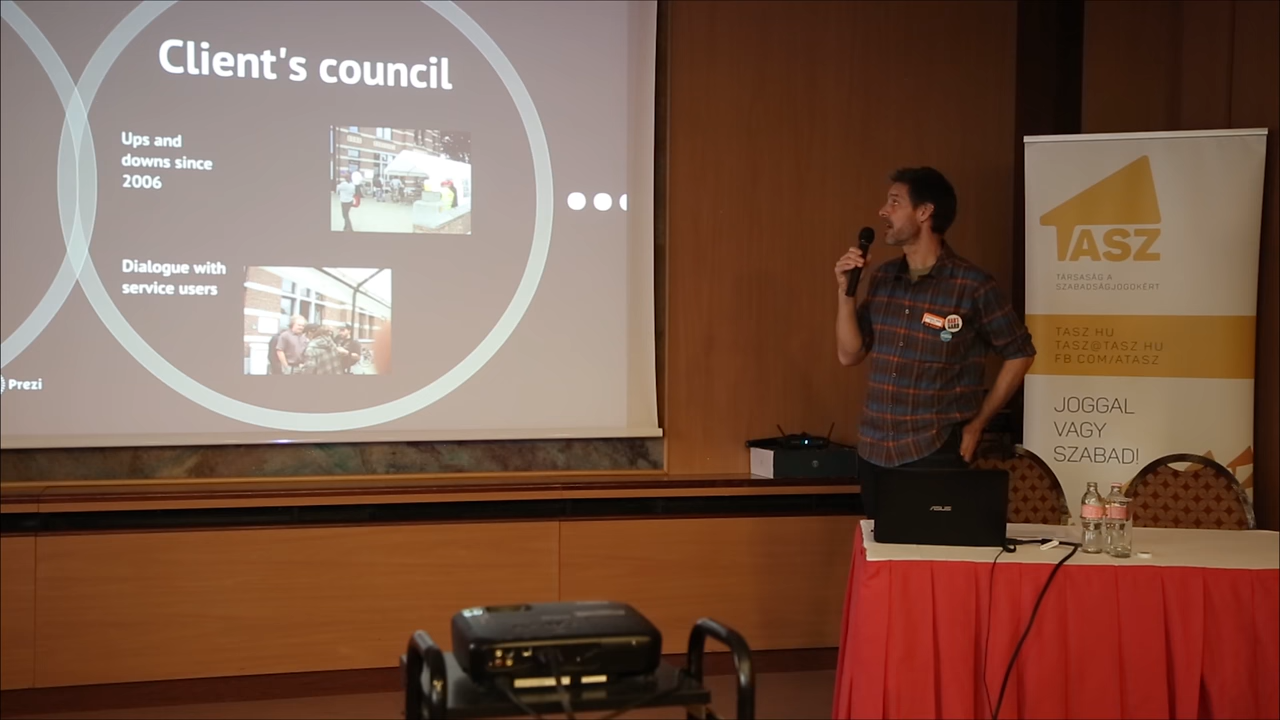 Client's council
Ups and
downs since
2006
Dialogue with
service users
Prezi
TASZ
TÁRSASÁG A
SZABADSÁGJOGOKÉRT
TASZ.HU
TASZ@TASZ.HU
FB.COM/ATASZ
JOGGAL
VAGY
SZABAD!
ASUS